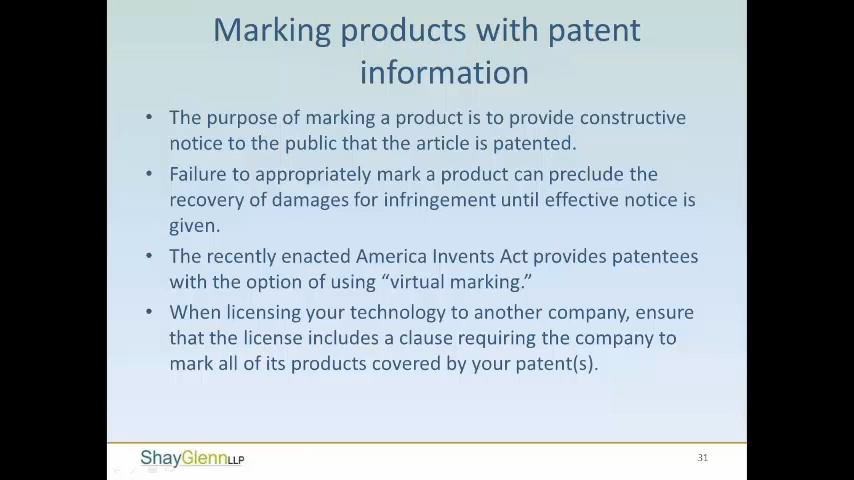 Marking products with patent
information
• The purpose of marking a product is to provide constructive
notice to the public that the article is patented.
• Failure to appropriately mark a product can preclude the
recovery of damages for infringement until effective notice is
given.
• The recently enacted America Invents Act provides patentees
with the option of using “virtual marking.”
• When licensing your technology to another company, ensure
that the license includes a clause requiring the company to
mark all of its products covered by your patent(s).
ShayGlennLLP
31